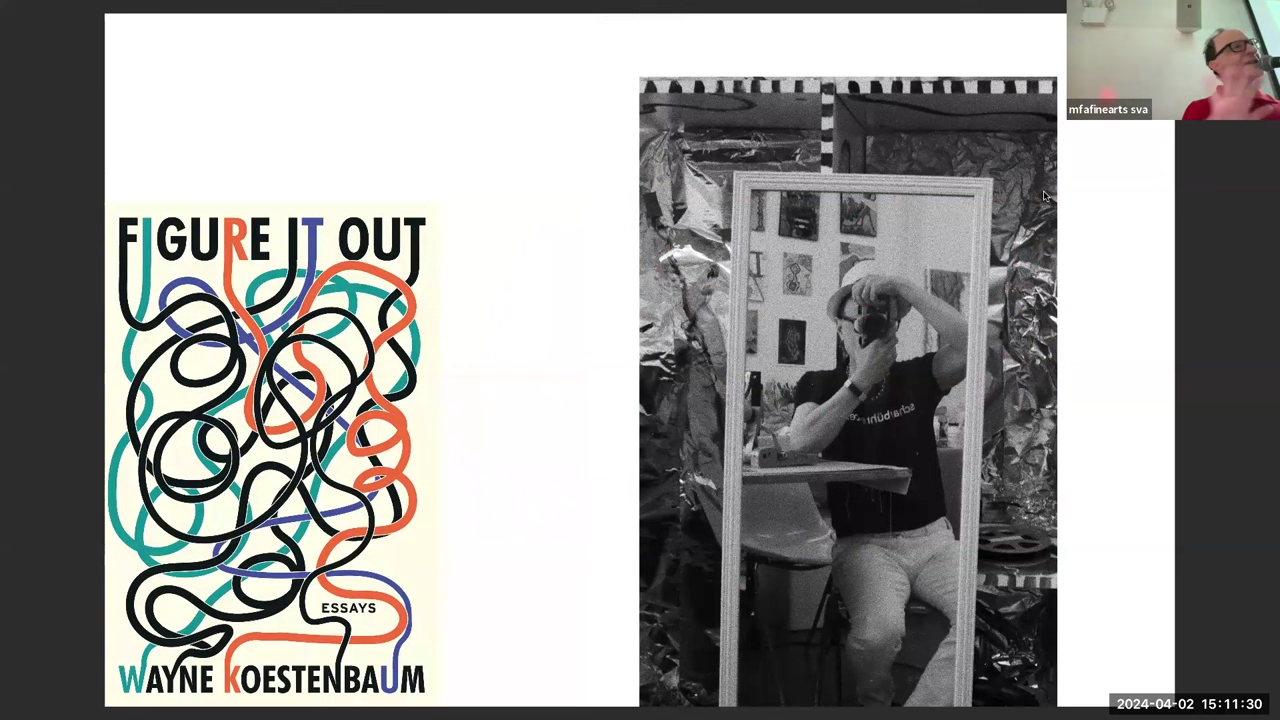 mfafinearts sva
FIGURE IT OUT
ESSAYS
WAYNE KOESTENBAUM
2024-04-02 15:11:30